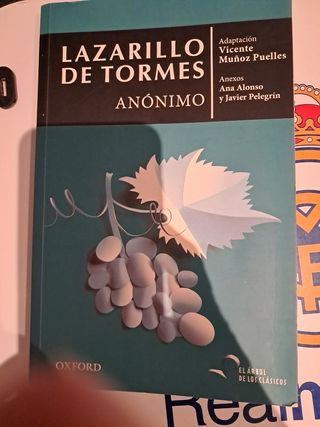 LAZARILLO
DE TORMES
ANÓNIMO
Adaptación
Vicente
Muñoz Puelles
Anexos
Ana Alonso
y Javier Pelegrín
OXFORD
EL ÁRBOL
DE LOS CLÁSICOS